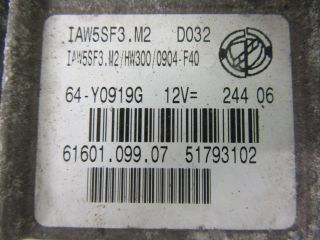 IAW5SF3.M2 D032
IAW5SF3.M2/HW300/0904-F40
64-Y0919G 12V= 244 06
61601.099.07 51793102